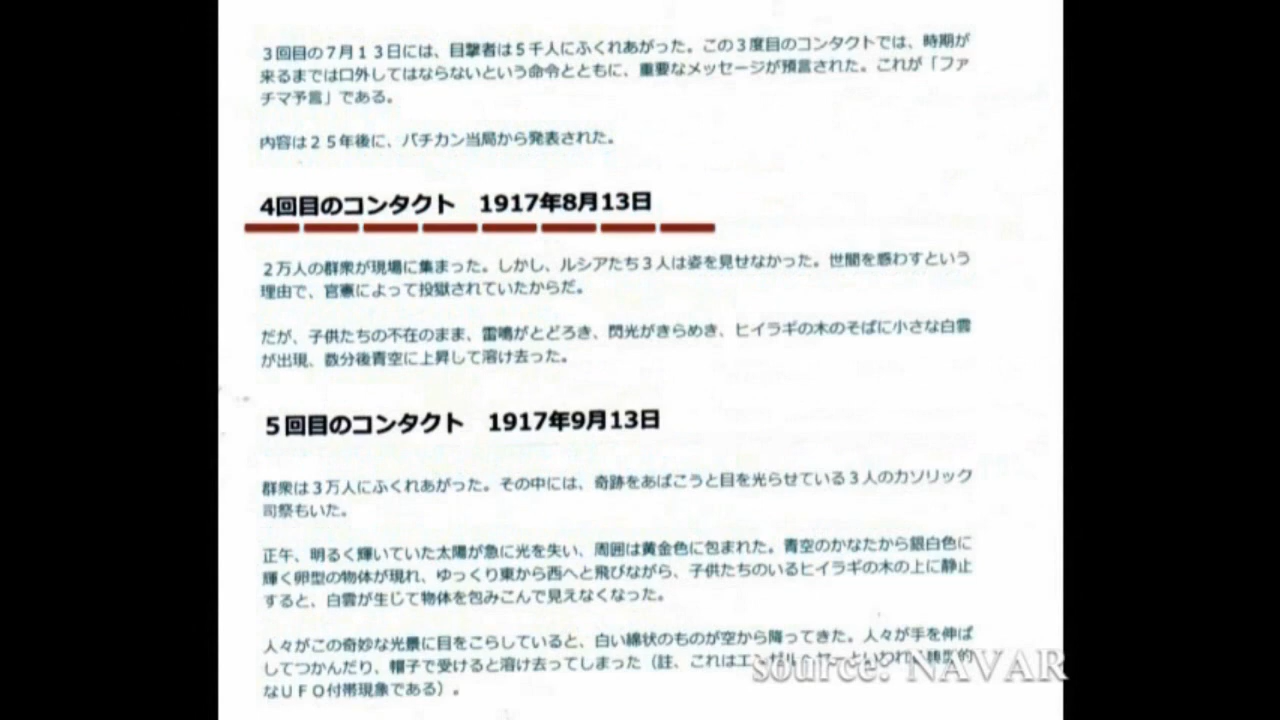 ３回目の７月１３日には、目撃者は５千人にふくれあがった。この３度目のコンタクトでは、時期が
来るまでは口外してはならないという命令とともに、重要なメッセージが預言された。これが「ファ
チマ予言」である。
内容は２５年後に、バチカン当局から発表された。
4回目のコンタクト　1917年8月13日
２万人の群衆が現場に集まった。しかし、ルシアたち３人は姿を見せなかった。世間を惑わすという
理由で、官憲によって投獄されていたからだ。
だが、子供たちの不在のまま、雷鳴がとどろき、閃光がきらめき、ヒイラギの木のそばに小さな白雲
が出現、数分後青空に上昇して溶け去った。
５回目のコンタクト　1917年9月13日
群衆は３万人にふくれあがった。その中には、奇跡をあばこうと目を光らせている３人のカソリック
司祭もいた。
正午、明るく輝いていた太陽が急に光を失い、周囲は黄金色に包まれた。青空のかなたから銀白色に
輝く卵型の物体が現れ、ゆっくり東から西へと飛びながら、子供たちのいるヒイラギの木の上に静止
すると、白雲が生じて物体を包みこんで見えなくなった。
人々がこの奇妙な光景に目をこらしていると、白い綿状のものが空から降ってきた。人々が手を伸ば
してつかんだり、帽子で受けると溶け去ってしまった（註、これは
なＵＦＯ付帯現象である）。
source: NAVAR